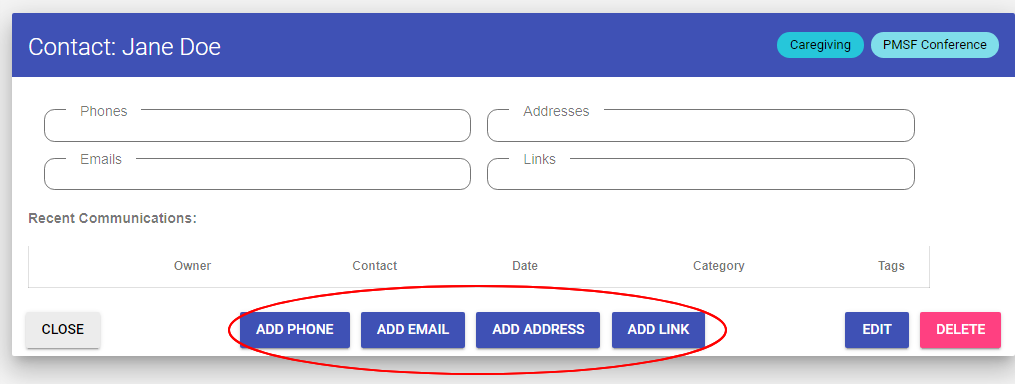 Contact: Jane Doe Caregiving PMSF Conference
Phones Addresses
Emails Links
Recent Communications:
Owner Contact Date Category Tags
CLOSE ADD PHONE ADD EMAIL ADD ADDRESS ADD LINK EDIT DELETE